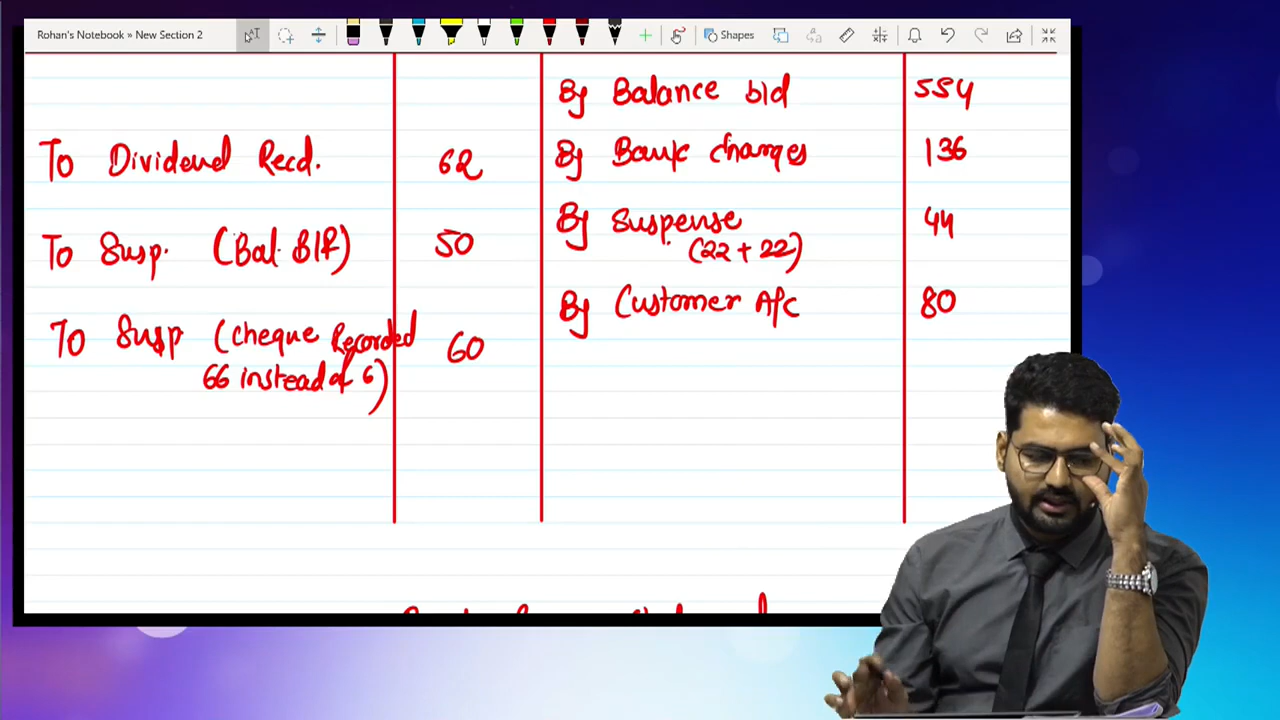 Rohan's Notebook » New Section 2
Shapes
By Balance b/d 554
To Dividend Recd. 62
By Bank charges 136
By Suspense 44
(22 + 22)
To Susp. (Bal. B/F) 50
By Customer A/c 80
To Susp (cheque Recorded 60
66 instead of 6)